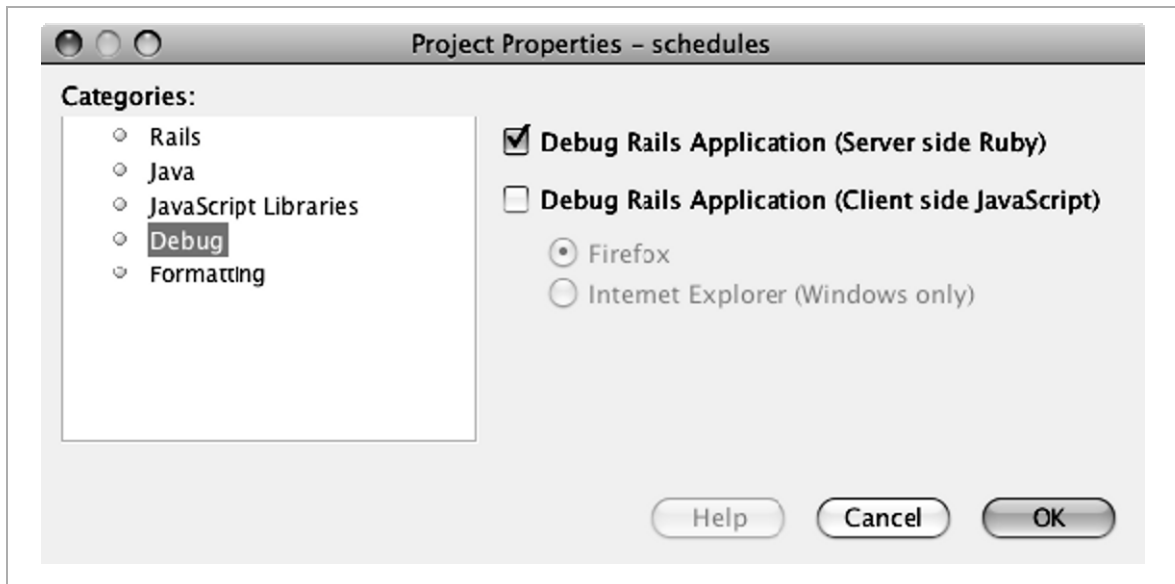 Project Properties – schedules
Categories:
Rails
Java
JavaScript Libraries
Debug
Formatting
Debug Rails Application (Server side Ruby)
Debug Rails Application (Client side JavaScript)
Firefox
Internet Explorer (Windows only)
Help
Cancel
OK